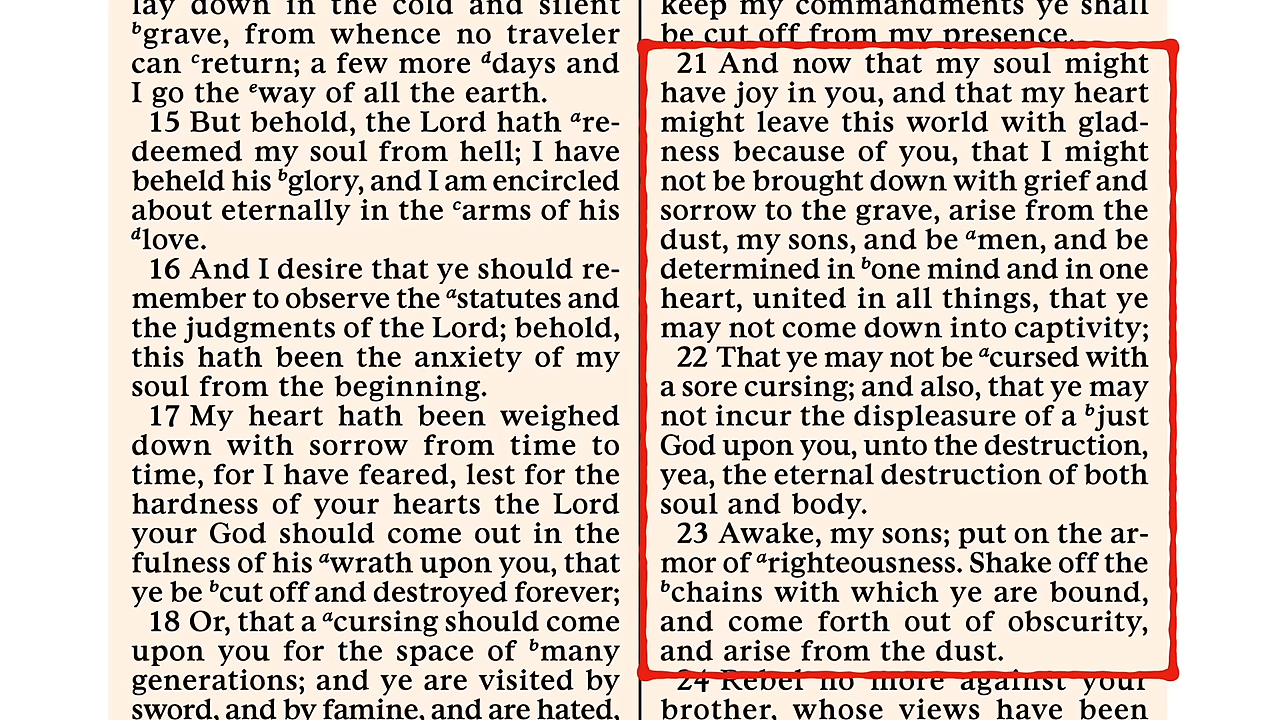 lay down in the cold and silent
bgrave, from whence no traveler
can creturn; a few more ddays and
I go the eway of all the earth.
15 But behold, the Lord hath are-
deemed my soul from hell; I have
beheld his bglory, and I am encircled
about eternally in the carms of his
dlove.
16 And I desire that ye should re-
member to observe the astatutes and
the judgments of the Lord; behold,
this hath been the anxiety of my
soul from the beginning.
17 My heart hath been weighed
down with sorrow from time to
time, for I have feared, lest for the
hardness of your hearts the Lord
your God should come out in the
fulness of his awrath upon you, that
ye be bcut off and destroyed forever;
18 Or, that a acursing should come
upon you for the space of bmany
generations; and ye are visited by
sword, and by famine, and are hated,
keep my commandments ye shall
be cut off from my presence.
21 And now that my soul might
have joy in you, and that my heart
might leave this world with glad-
ness because of you, that I might
not be brought down with grief and
sorrow to the grave, arise from the
dust, my sons, and be amen, and be
determined in bone mind and in one
heart, united in all things, that ye
may not come down into captivity;
22 That ye may not be acursed with
a sore cursing; and also, that ye may
not incur the displeasure of a bjust
God upon you, unto the destruction,
yea, the eternal destruction of both
soul and body.
23 Awake, my sons; put on the ar-
mor of arighteousness. Shake off the
bchains with which ye are bound,
and come forth out of obscurity,
and arise from the dust.
24 Rebel no more against your
brother, whose views have been